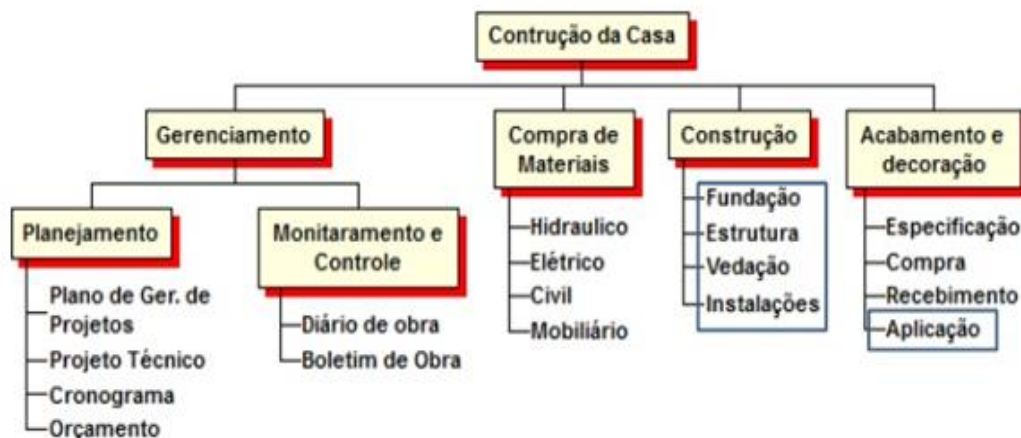 Contrução da Casa
Gerenciamento
Compra de
Materiais
Construção
Acabamento e
decoração
Planejamento
Monitaramento e
Controle
Plano de Ger. de
Projetos
Projeto Técnico
Cronograma
Orçamento
Diário de obra
Boletim de Obra
Hidraulico
Elétrico
Civil
Mobiliário
Fundação
Estrutura
Vedação
Instalações
Especificação
Compra
Recebimento
Aplicação